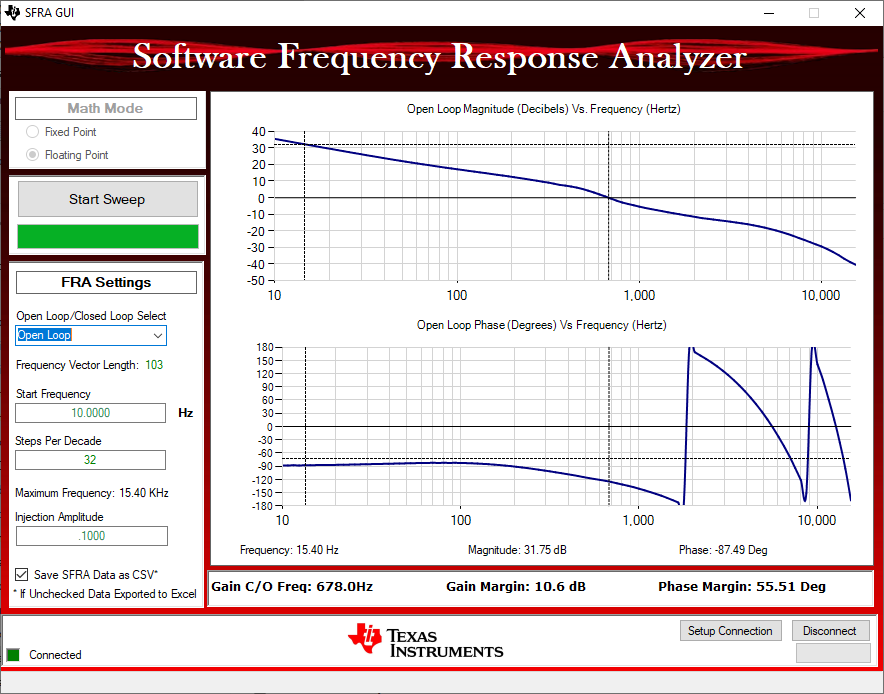 SFRA GUI
Software Frequency Response Analyzer
Math Mode
Fixed Point
Floating Point
Start Sweep
FRA Settings
Open Loop/Closed Loop Select
Open Loop
Frequency Vector Length: 103
Start Frequency
10.0000 Hz
Steps Per Decade
32
Maximum Frequency: 15.40 KHz
Injection Amplitude
.1000
Save SFRA Data as CSV*
* If Unchecked Data Exported to Excel
Open Loop Magnitude (Decibels) Vs. Frequency (Hertz)
40
30
20
10
0
-10
-20
-30
-40
-50
10 100 1,000 10,000
Open Loop Phase (Degrees) Vs Frequency (Hertz)
180
150
120
90
60
30
0
-30
-60
-90
-120
-150
-180
10 100 1,000 10,000
Frequency: 15.40 Hz Magnitude: 31.75 dB Phase: -87.49 Deg
Gain C/O Freq: 678.0Hz Gain Margin: 10.6 dB Phase Margin: 55.51 Deg
Connected
TEXAS
INSTRUMENTS
Setup Connection Disconnect